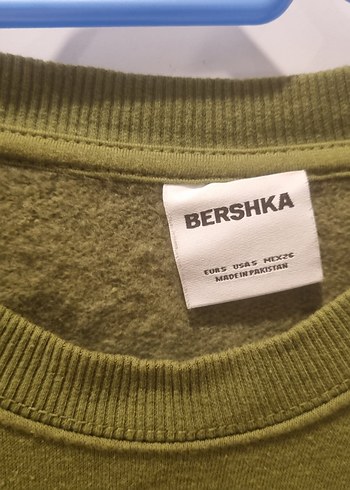 BERSHKA
EUR S USA S MEX 26
MADE IN PAKISTAN